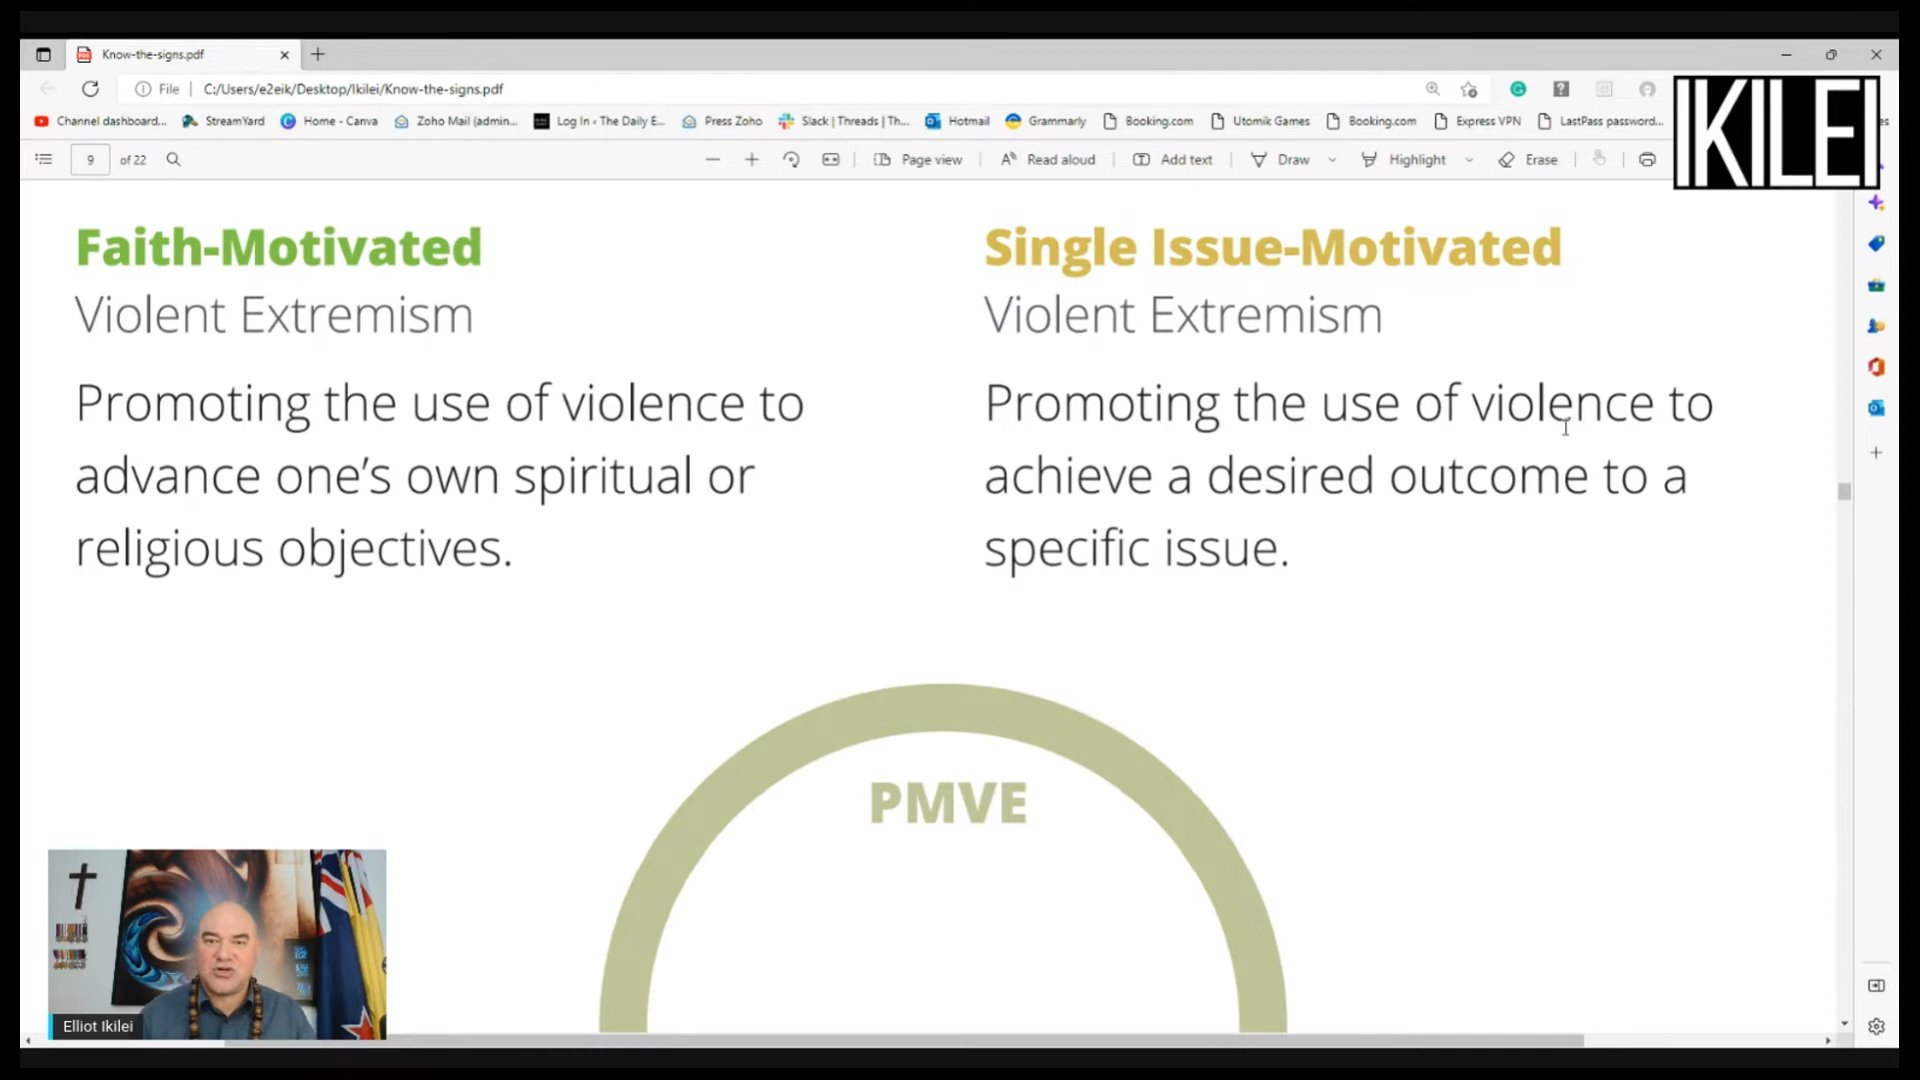 Know-the-signs.pdf
File C:/Users/e2eik/Desktop/Ikilei/Know-the-signs.pdf
IKILEI
Channel dashboard... StreamYard Home - Canva Zoho Mail (admin... Log In ‹ The Daily E... Press Zoho Slack | Threads | Th... Hotmail Grammarly Booking.com Utomik Games Booking.com Express VPN LastPass password... es
9 of 22 Page view Read aloud Add text Draw Highlight Erase
Faith-Motivated
Violent Extremism
Promoting the use of violence to
advance one’s own spiritual or
religious objectives.
Single Issue-Motivated
Violent Extremism
Promoting the use of violence to
achieve a desired outcome to a
specific issue.
PMVE
Elliot Ikilei